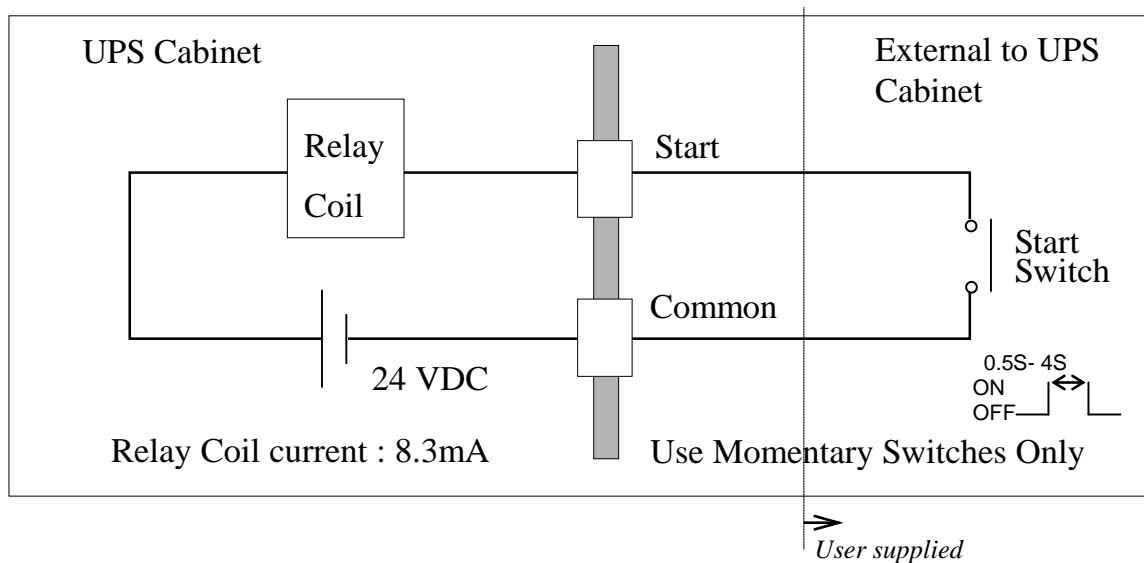 UPS Cabinet
External to UPS
Cabinet
Relay
Coil
Start
Start
Switch
Common
24 VDC
0.5S- 4S
ON
OFF
Relay Coil current : 8.3mA
Use Momentary Switches Only
User supplied